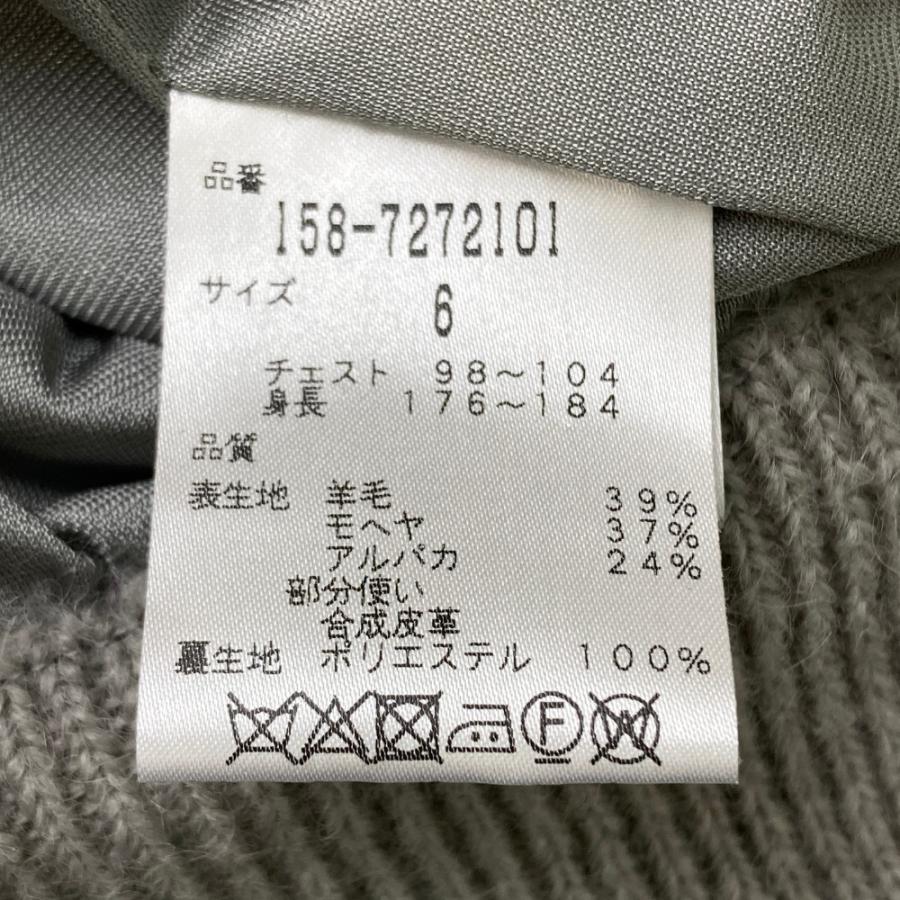 品番
158-7272101
サイズ 6
チェスト 98～104
身長 176～184
品質
表生地 羊毛 39%
モヘヤ 37%
アルパカ 24%
部分使い
合成皮革
裏生地 ポリエステル 100%
F W